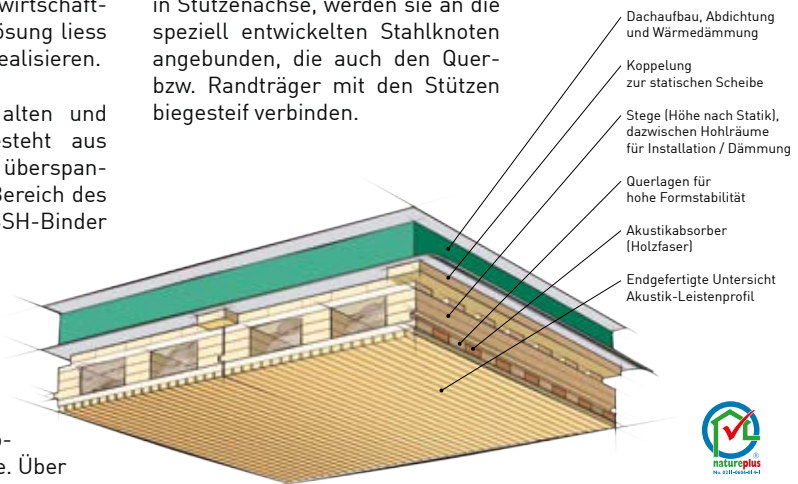 wirtschaft-
ösung liess
ealisieren.
alten und
steht aus
überspan-
Bereich des
SH-Binder
e. Über
in Stützenachse, werden sie an die
speziell entwickelten Stahlknoten
angebunden, die auch den Quer-
bzw. Randträger mit den Stützen
biegesteif verbinden.
Dachaufbau, Abdichtung
und Wärmedämmung
Koppelung
zur statischen Scheibe
Stege (Höhe nach Statik),
dazwischen Hohlräume
für Installation / Dämmung
Querlagen für
hohe Formstabilität
Akustikabsorber
(Holzfaser)
Endgefertigte Untersicht
Akustik-Leistenprofil
natureplus